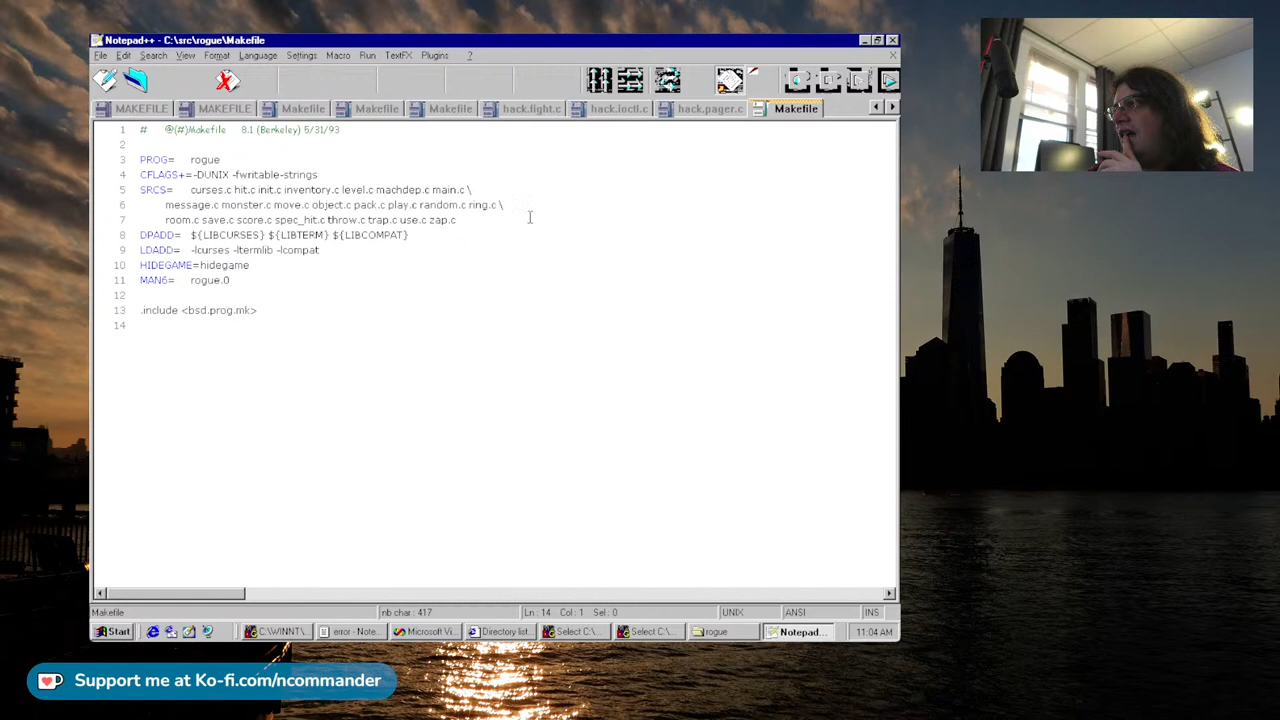 Notepad++ - C:\src\rogue\Makefile
File Edit Search View Format Language Settings Macro Run TextFX Plugins ?
MAKEFILE MAKEFILE Makefile Makefile Makefile hack.fight.c hack.ioctl.c hack.pager.c Makefile
1 # @(#)Makefile 8.1 (Berkeley) 5/31/93
2
3 PROG= rogue
4 CFLAGS+=-DUNIX -fwritable-strings
5 SRCS= curses.c hit.c init.c inventory.c level.c machdep.c main.c \
6 message.c monster.c move.c object.c pack.c play.c random.c ring.c \
7 room.c save.c score.c spec_hit.c throw.c trap.c use.c zap.c
8 DPADD= ${LIBCURSES} ${LIBTERM} ${LIBCOMPAT}
9 LDADD= -lcurses -ltermlib -lcompat
10 HIDEGAME=hidegame
11 MAN6= rogue.0
12
13 .include <bsd.prog.mk>
14
Makefile nb char : 417 Ln : 14 Col : 1 Sel : 0 UNIX ANSI INS
Start C:\WINNT\... error - Note... Microsoft Vi... Directory list... Select C:\... Select C:\... rogue Notepad... 11:04 AM
Support me at Ko-fi.com/ncommander